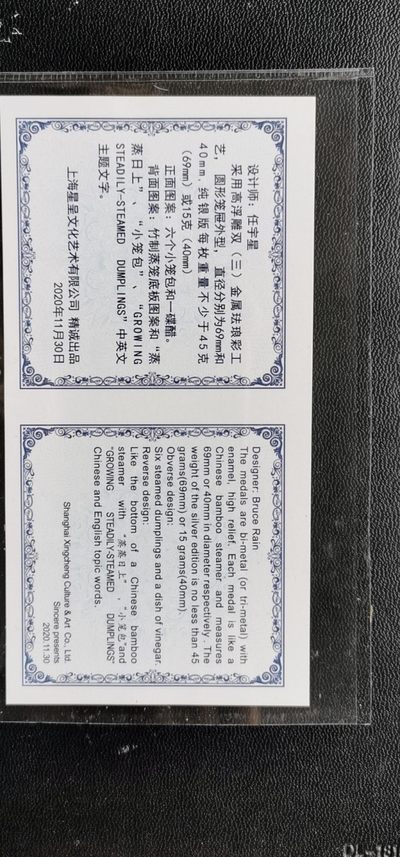 设计师：任宇星
采用高浮雕双（三）金属珐琅彩工
艺，圆形笼屉外型，直径分别为69mm和
40mm。纯银版每枚重量不少于45克
（69mm）或15克（40mm）
正面图案：六个小笼包和一碟醋。
背面图案：竹制蒸笼底板图案和“蒸
蒸日上”、“小笼包”、“GROWING
STEADILY-STEAMED DUMPLINGS”中英文
主题文字。
上海星呈文化艺术有限公司 精诚出品
2020年11月30日
Designer: Bruce Rain
The medals are bi-metal (or tri-metal) with
enamel, high relief. Each medal is like a
Chinese bamboo steamer and measures
69mm or 40mm in diameter respectively . The
weight of the silver edition is no less than 45
grams(69mm) or 15 grams(40mm).
Obverse design:
Six steamed dumplings and a dish of vinegar.
Reverse design:
Like the bottom of a Chinese bamboo
steamer with “蒸蒸日上”，“小笼包”and
“GROWING STEADILY-STEAMED DUMPLINGS”
Chinese and English topic words.
Shanghai Xingcheng Culture & Art Co., Ltd.
Sincere presents
2020.11.30
DL-181